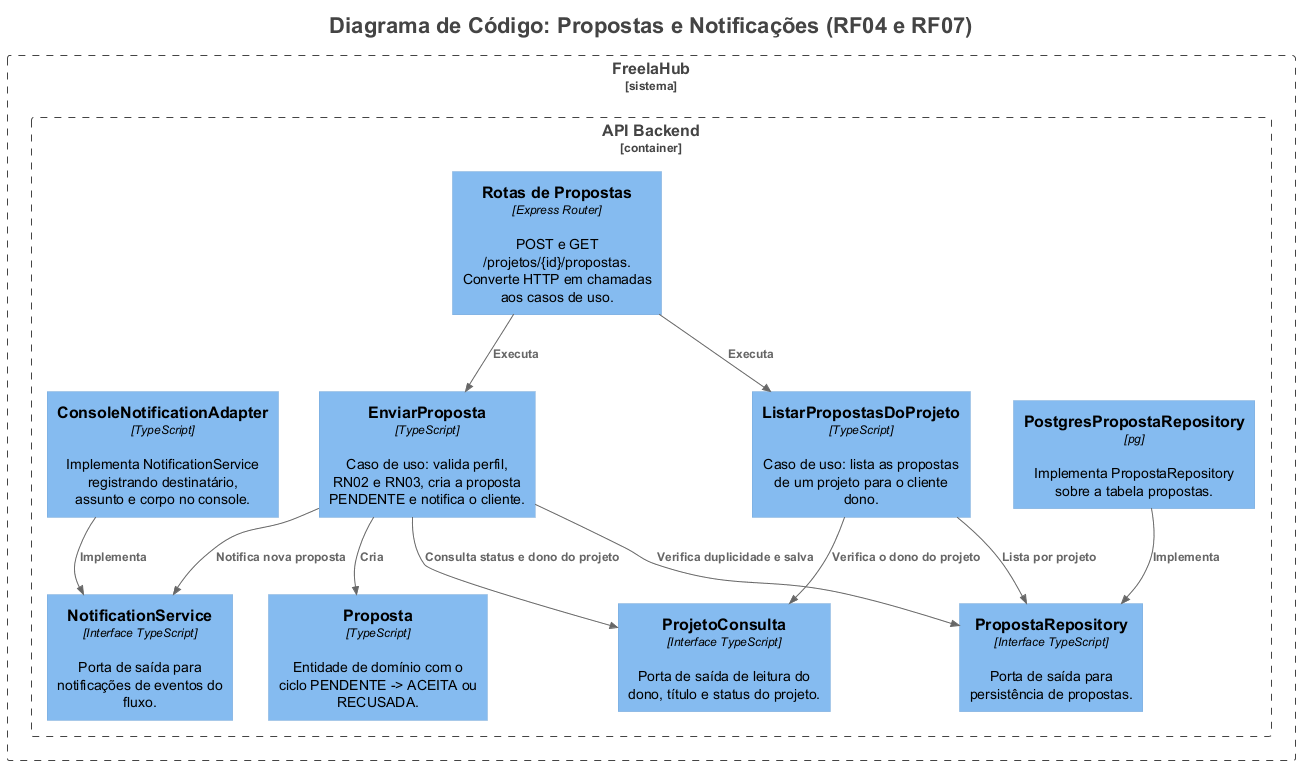 Diagrama de Código: Propostas e Notificações (RF04 e RF07)
FreelaHub
[sistema]
API Backend
[container]
Rotas de Propostas
[Express Router]
POST e GET
/projetos/{id}/propostas.
Converte HTTP em chamadas
aos casos de uso.
Executa
Executa
ConsoleNotificationAdapter
[TypeScript]
Implementa NotificationService
registrando destinatário,
assunto e corpo no console.
EnviarProposta
[TypeScript]
Caso de uso: valida perfil,
RN02 e RN03, cria a proposta
PENDENTE e notifica o cliente.
ListarPropostasDoProjeto
[TypeScript]
Caso de uso: lista as propostas
de um projeto para o cliente
dono.
PostgresPropostaRepository
[pg]
Implementa PropostaRepository
sobre a tabela propostas.
Implementa
Notifica nova proposta
Cria
Consulta status e dono do projeto
Verifica duplicidade e salva
Verifica o dono do projeto
Lista por projeto
Implementa
NotificationService
[Interface TypeScript]
Porta de saída para
notificações de eventos do
fluxo.
Proposta
[TypeScript]
Entidade de domínio com o
ciclo PENDENTE -> ACEITA ou
RECUSADA.
ProjetoConsulta
[Interface TypeScript]
Porta de saída de leitura do
dono, título e status do projeto.
PropostaRepository
[Interface TypeScript]
Porta de saída para
persistência de propostas.